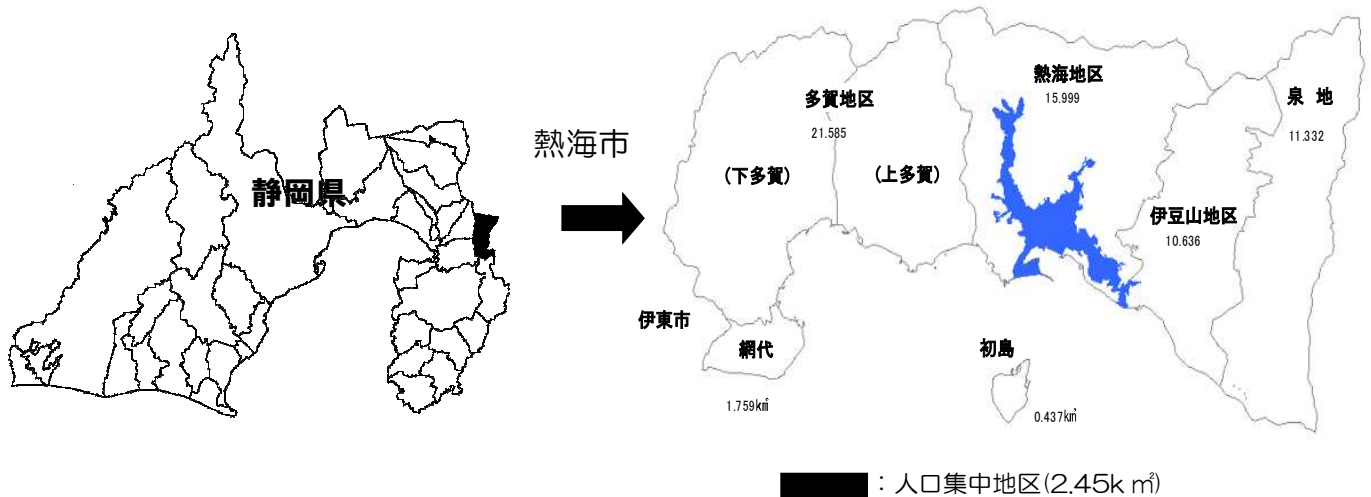 静岡県
熱海市
多賀地区
21.585
(下多賀)
(上多賀)
熱海地区
15.999
泉 地
11.332
伊豆山地区
10.636
伊東市
網代
1.759k㎡
初島
0.437k㎡
：人口集中地区(2.45k ㎡)